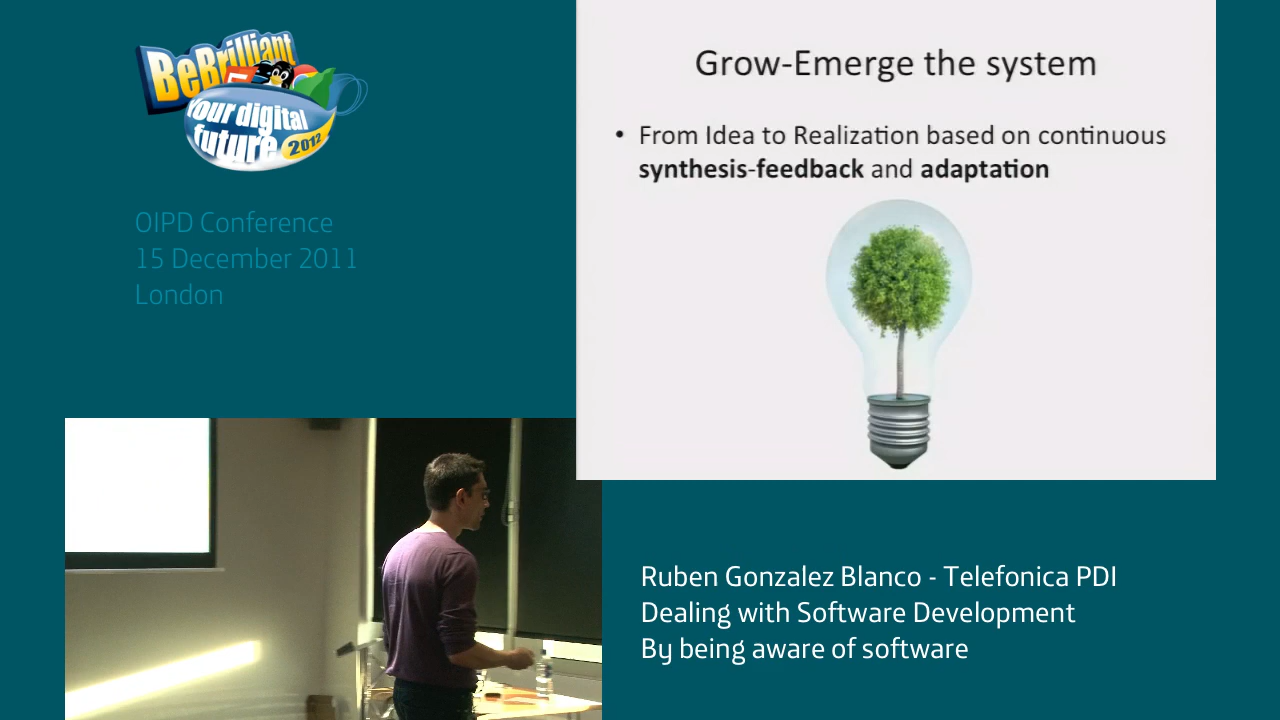 BeBrilliant
Your digital
future
2012
OIPD Conference
15 December 2011
London
Grow-Emerge the system
• From Idea to Realization based on continuous
synthesis-feedback and adaptation
Ruben Gonzalez Blanco - Telefonica PDI
Dealing with Software Development
By being aware of software